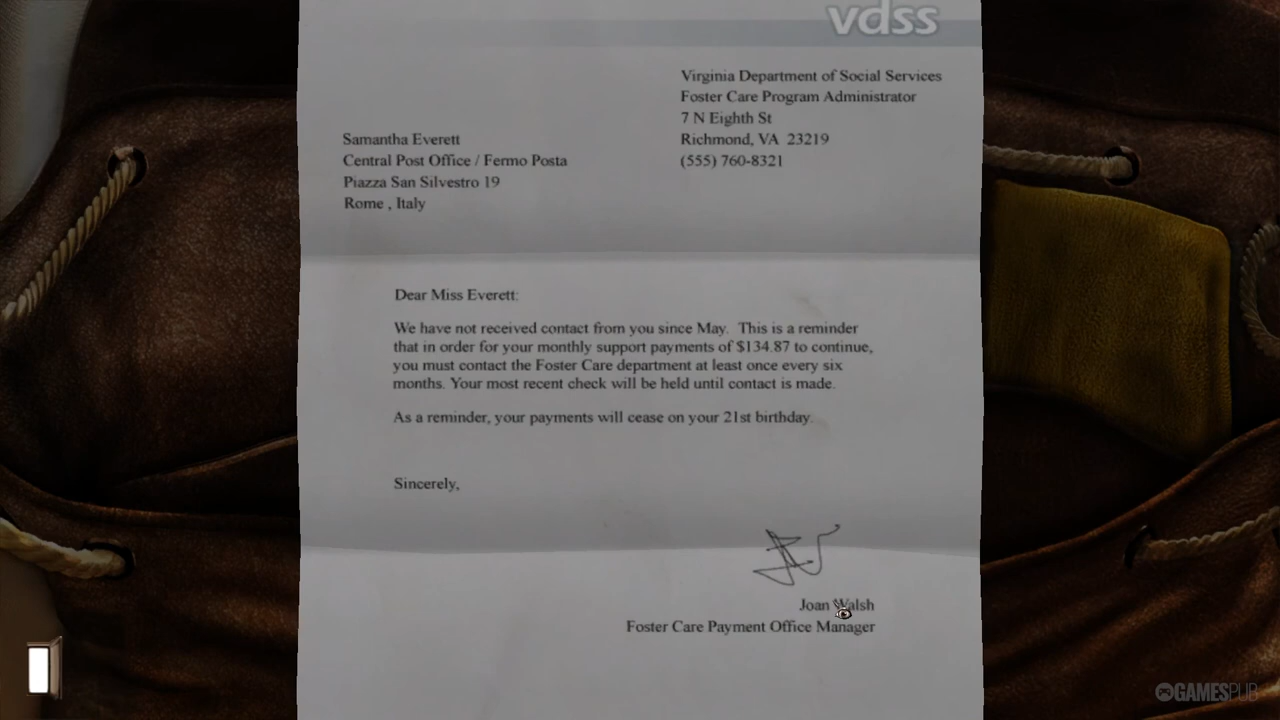 vdss
Virginia Department of Social Services
Foster Care Program Administrator
7 N Eighth St
Richmond, VA 23219
(555) 760-8321
Samantha Everett
Central Post Office / Fermo Posta
Piazza San Silvestro 19
Rome , Italy
Dear Miss Everett:
We have not received contact from you since May. This is a reminder
that in order for your monthly support payments of $134.87 to continue,
you must contact the Foster Care department at least once every six
months. Your most recent check will be held until contact is made.
As a reminder, your payments will cease on your 21st birthday.
Sincerely,
Joan Walsh
Foster Care Payment Office Manager
GAMESPUB